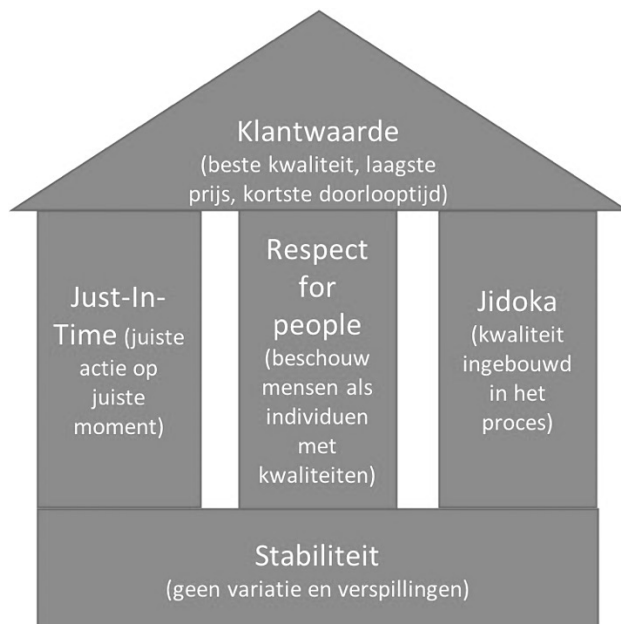 Klantwaarde
(beste kwaliteit, laagste
prijs, kortste doorlooptijd)
Just-In-
Time (juiste
actie op
juiste
moment)
Respect
for
people
(beschouw
mensen als
individuen
met
kwaliteiten)
Jidoka
(kwaliteit
ingebouwd
in het
proces)
Stabiliteit
(geen variatie en verspillingen)